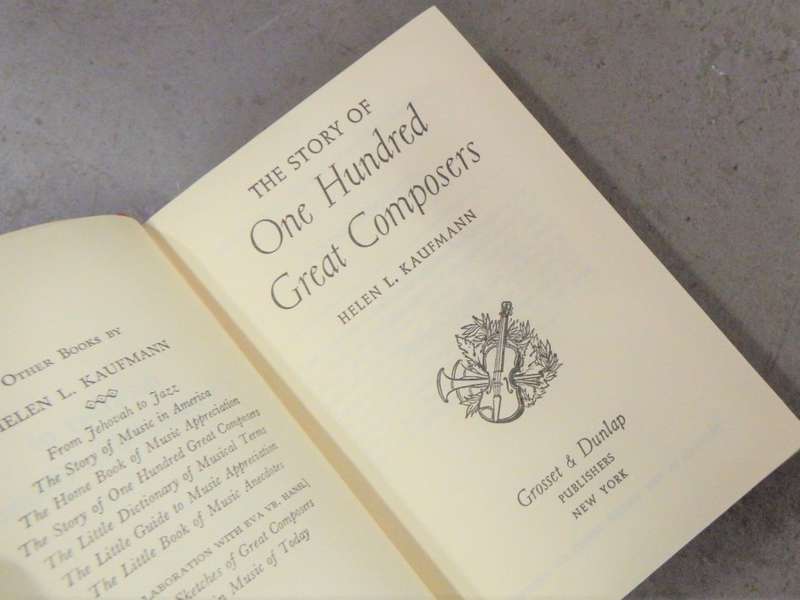 Other Books by
Helen L. Kaufmann
From Jehovah to Jazz
The Story of Music in America
The Home Book of Music Appreciation
The Story of One Hundred Great Composers
The Little Dictionary of Musical Terms
The Little Guide to Music Appreciation
The Little Book of Music Anecdotes
WITH EVA VB. HANSL]
Sketches of Great Composers
in Music of Today
THE STORY OF
One Hundred
Great Composers
HELEN L. KAUFMANN
Grosset & Dunlap
PUBLISHERS
NEW YORK